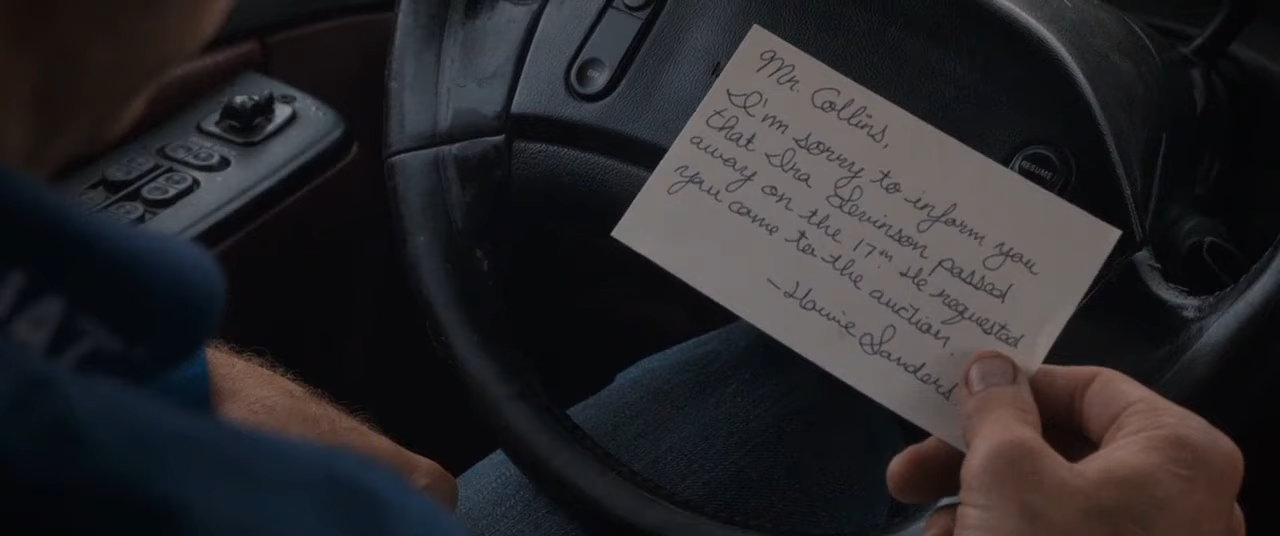 Mr. Collins,
I'm sorry to inform you
that Ira Levinson passed
away on the 17th He requested
you come to the auction.
-Howie Sanders
RESUME